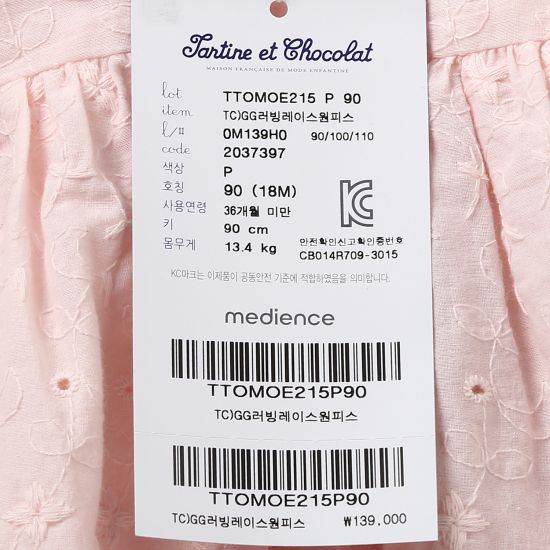 Tartine et Chocolat
MAISON FRANÇAISE DE MODE ENFANTINE
lot TTOMOE215 P 90
item TC)GG러빙레이스원피스
l/# 0M139H0 90/100/110
code 2037397
색상 P
호칭 90 (18M)
사용연령 36개월 미만
키 90 cm
몸무게 13.4 kg
안전확인신고확인증번호
CB014R709-3015
KC마크는 이제품이 공동안전 기준에 적합하였음을 의미합니다.
medience
TTOMOE215P90
TC)GG러빙레이스원피스
TTOMOE215P90
TC)GG러빙레이스원피스 ₩139,000